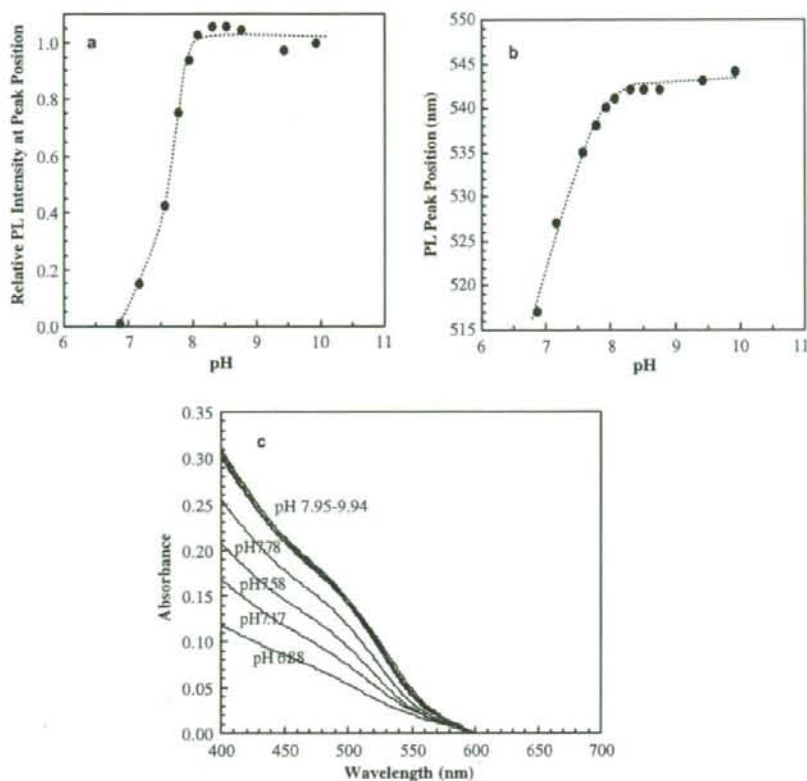 a
Relative PL Intensity at Peak Position
1.0
0.8
0.6
0.4
0.2
0.0
6 7 8 9 10 11
pH
b
PL Peak Position (nm)
550
545
540
535
530
525
520
515
6 7 8 9 10 11
pH
c
Absorbance
0.35
0.30
0.25
0.20
0.15
0.10
0.05
0.00
pH 7.95-9.94
pH7.78
pH7.58
pH7.17
pH 6.88
400 450 500 550 600 650 700
Wavelength (nm)